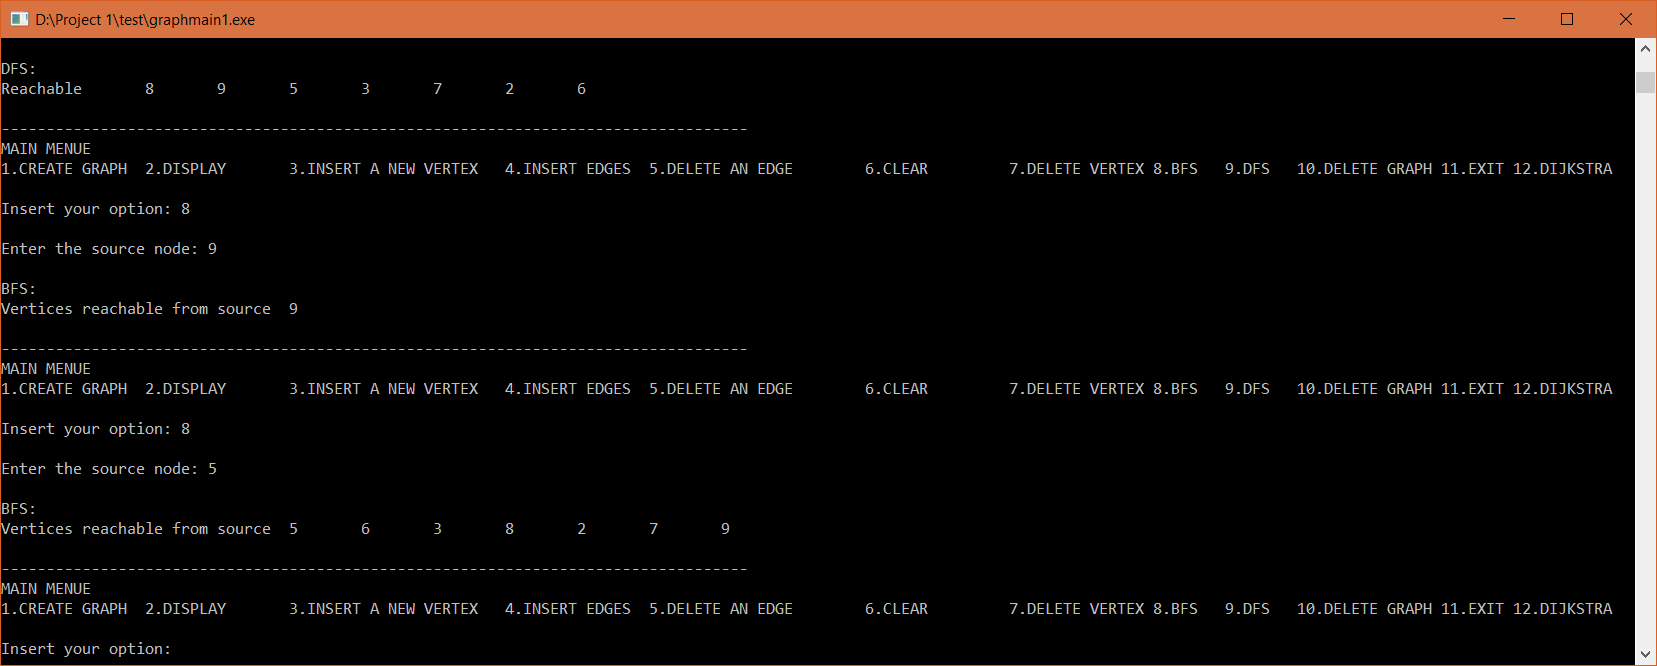 D:\Project 1\test\graphmain1.exe
DFS:
Reachable 8 9 5 3 7 2 6
-----------------------------------------------------------------------------------
MAIN MENUE
1.CREATE GRAPH 2.DISPLAY 3.INSERT A NEW VERTEX 4.INSERT EDGES 5.DELETE AN EDGE 6.CLEAR 7.DELETE VERTEX 8.BFS 9.DFS 10.DELETE GRAPH 11.EXIT 12.DIJKSTRA
Insert your option: 8
Enter the source node: 9
BFS:
Vertices reachable from source 9
-----------------------------------------------------------------------------------
MAIN MENUE
1.CREATE GRAPH 2.DISPLAY 3.INSERT A NEW VERTEX 4.INSERT EDGES 5.DELETE AN EDGE 6.CLEAR 7.DELETE VERTEX 8.BFS 9.DFS 10.DELETE GRAPH 11.EXIT 12.DIJKSTRA
Insert your option: 8
Enter the source node: 5
BFS:
Vertices reachable from source 5 6 3 8 2 7 9
-----------------------------------------------------------------------------------
MAIN MENUE
1.CREATE GRAPH 2.DISPLAY 3.INSERT A NEW VERTEX 4.INSERT EDGES 5.DELETE AN EDGE 6.CLEAR 7.DELETE VERTEX 8.BFS 9.DFS 10.DELETE GRAPH 11.EXIT 12.DIJKSTRA
Insert your option: